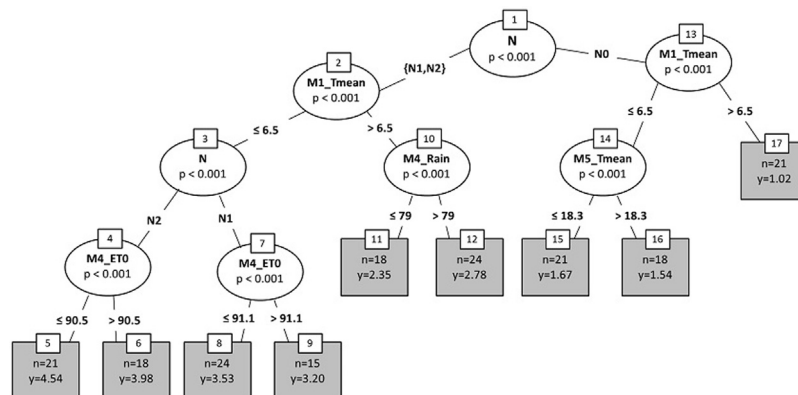 1
N
p < 0.001
{N1,N2}
N0
2
M1_Tmean
p < 0.001
13
M1_Tmean
p < 0.001
≤ 6.5
> 6.5
≤ 6.5
> 6.5
3
N
p < 0.001
10
M4_Rain
p < 0.001
14
M5_Tmean
p < 0.001
17
n=21
y=1.02
N2
N1
≤ 79
> 79
≤ 18.3
> 18.3
4
M4_ET0
p < 0.001
7
M4_ET0
p < 0.001
11
n=18
y=2.35
12
n=24
y=2.78
15
n=21
y=1.67
16
n=18
y=1.54
≤ 90.5
> 90.5
≤ 91.1
> 91.1
5
n=21
y=4.54
6
n=18
y=3.98
8
n=24
y=3.53
9
n=15
y=3.20